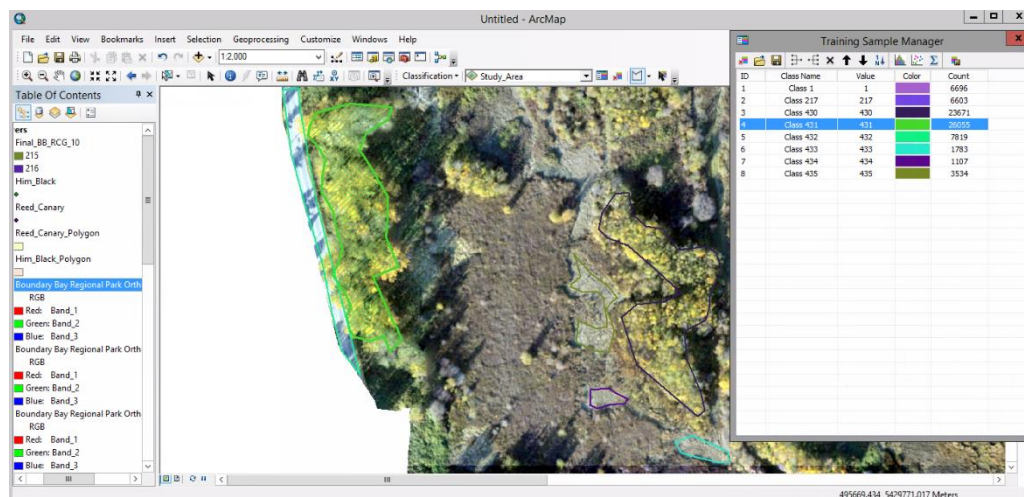 Untitled - ArcMap
File Edit View Bookmarks Insert Selection Geoprocessing Customize Windows Help
1:2,000
Classification
Study_Area
Table Of Contents
ers
Final_BB_RCG_10
215
216
Him_Black
Reed_Canary
Reed_Canary_Polygon
Him_Black_Polygon
Boundary Bay Regional Park Orth
RGB
Red: Band_1
Green: Band_2
Blue: Band_3
Boundary Bay Regional Park Orth
RGB
Red: Band_1
Green: Band_2
Blue: Band_3
Boundary Bay Regional Park Orth
RGB
Red: Band_1
Green: Band_2
Blue: Band_3
Training Sample Manager
ID Class Name Value Color Count
1 Class 1 1 6696
2 Class 217 217 6603
3 Class 430 430 23671
4 Class 431 431 26055
5 Class 432 432 7819
6 Class 433 433 1783
7 Class 434 434 1107
8 Class 435 435 3534
495669.434 5429771.017 Meters